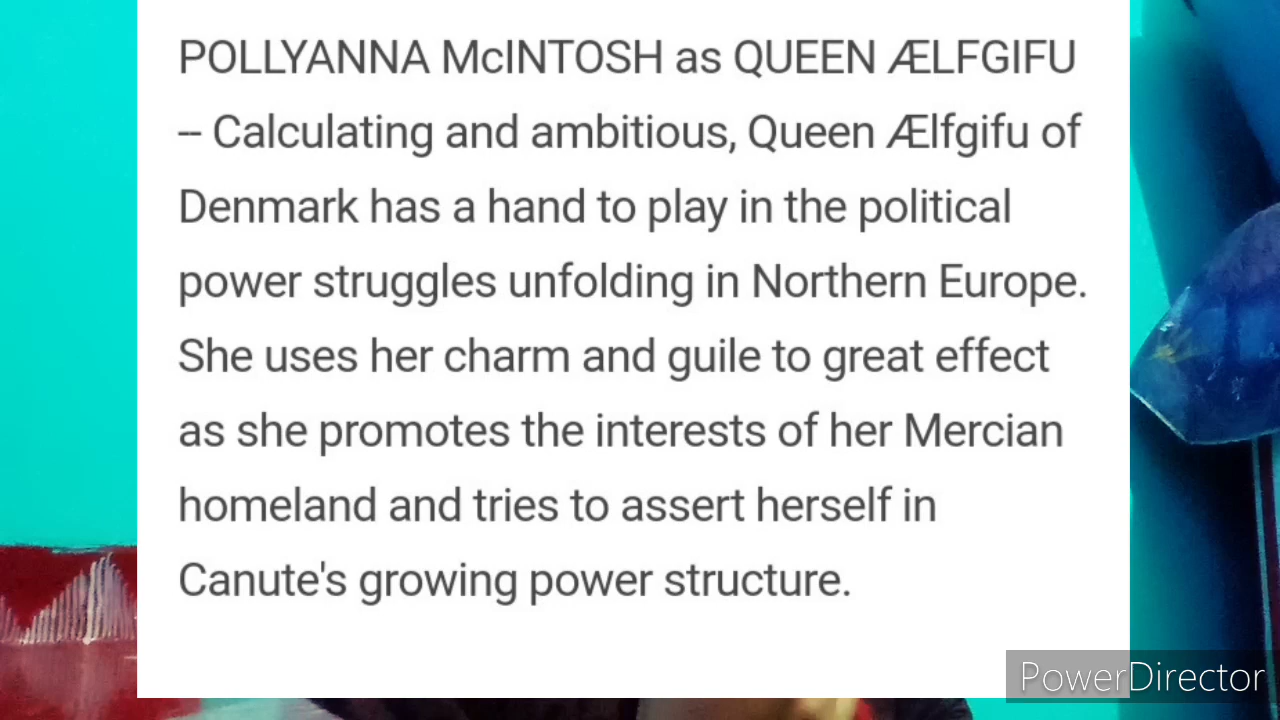 POLLYANNA McINTOSH as QUEEN ÆLFGIFU
-- Calculating and ambitious, Queen Ælfgifu of
Denmark has a hand to play in the political
power struggles unfolding in Northern Europe.
She uses her charm and guile to great effect
as she promotes the interests of her Mercian
homeland and tries to assert herself in
Canute's growing power structure.
PowerDirector